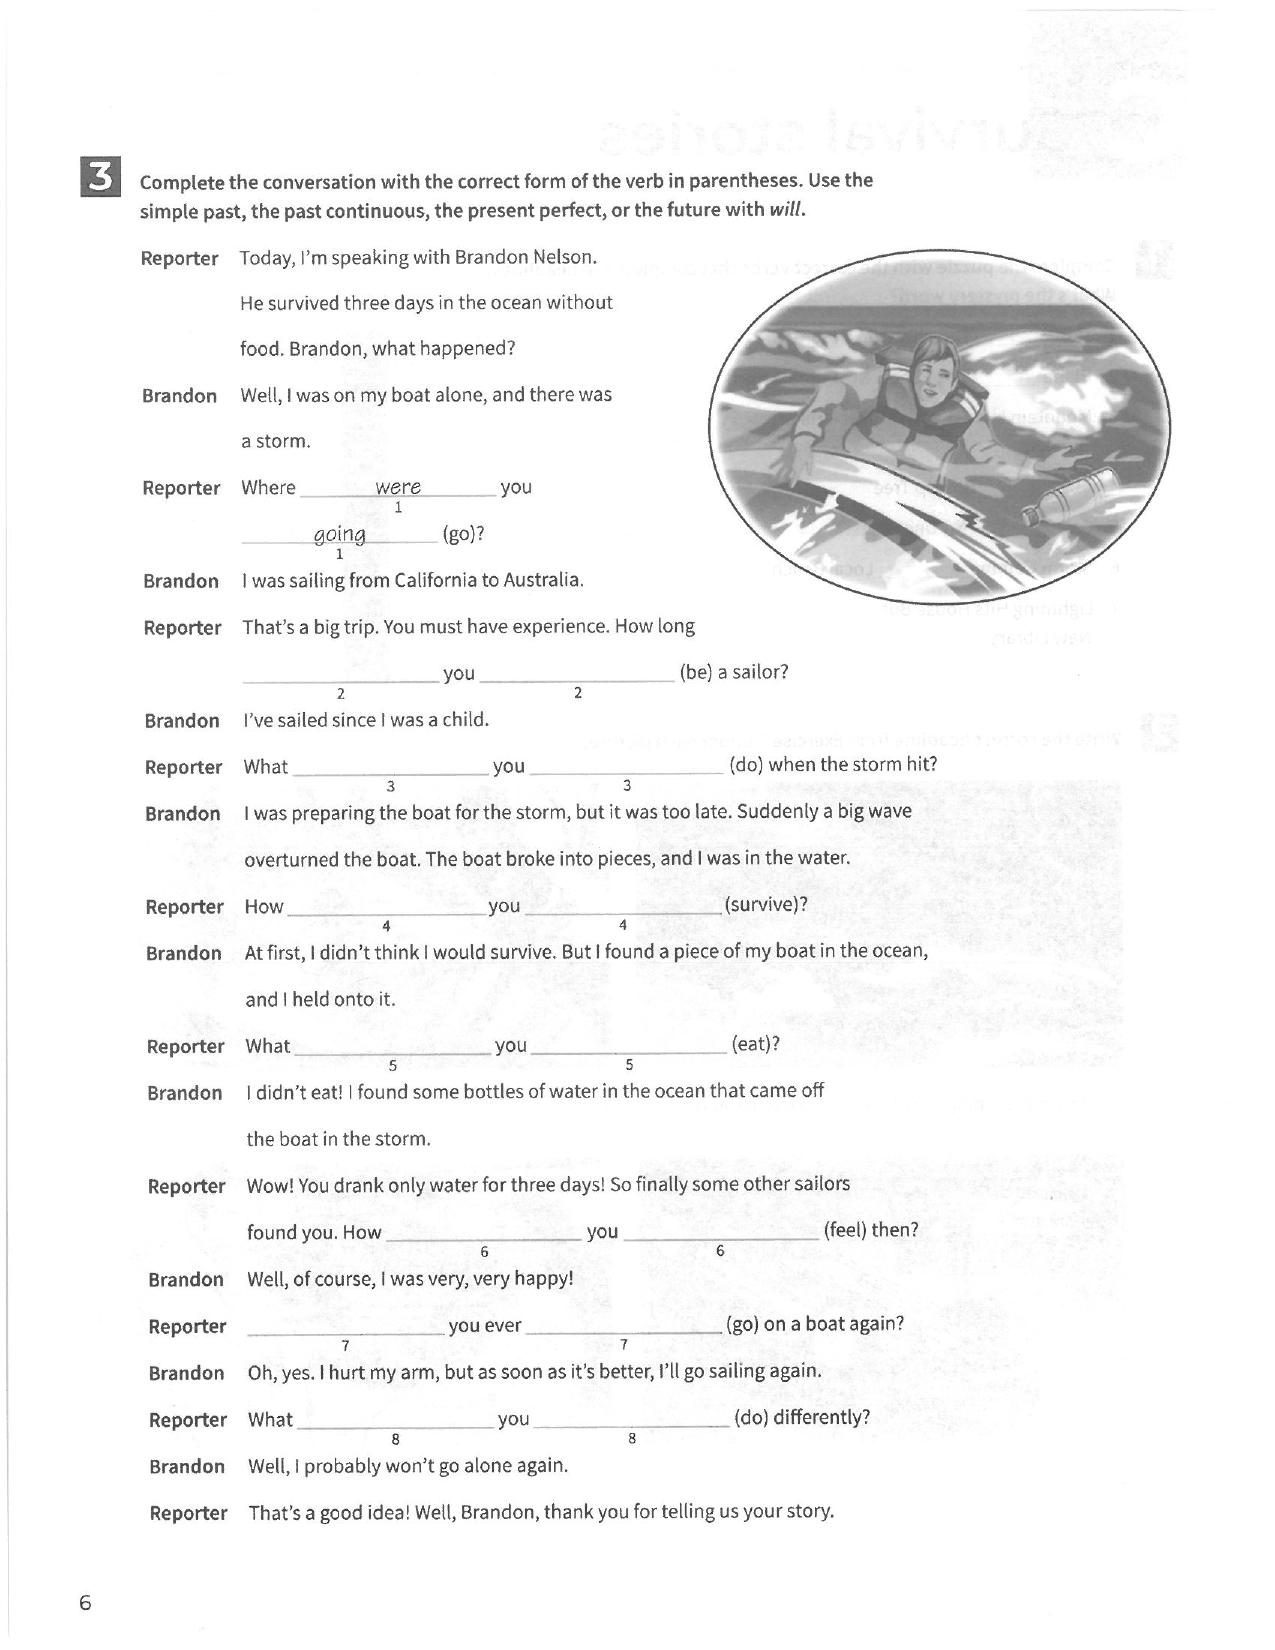 3 Complete the conversation with the correct form of the verb in parentheses. Use the
simple past, the past continuous, the present perfect, or the future with will.
Reporter Today, I'm speaking with Brandon Nelson.
He survived three days in the ocean without
food. Brandon, what happened?
Brandon Well, I was on my boat alone, and there was
a storm.
Reporter Where were you
1
going (go)?
1
Brandon I was sailing from California to Australia.
Reporter That's a big trip. You must have experience. How long
you (be) a sailor?
2 2
Brandon I've sailed since I was a child.
Reporter What you (do) when the storm hit?
3 3
Brandon I was preparing the boat for the storm, but it was too late. Suddenly a big wave
overturned the boat. The boat broke into pieces, and I was in the water.
Reporter How you (survive)?
4 4
Brandon At first, I didn't think I would survive. But I found a piece of my boat in the ocean,
and I held onto it.
Reporter What you (eat)?
5 5
Brandon I didn't eat! I found some bottles of water in the ocean that came off
the boat in the storm.
Reporter Wow! You drank only water for three days! So finally some other sailors
found you. How you (feel) then?
6 6
Brandon Well, of course, I was very, very happy!
Reporter you ever (go) on a boat again?
7 7
Brandon Oh, yes. I hurt my arm, but as soon as it's better, I'll go sailing again.
Reporter What you (do) differently?
8 8
Brandon Well, I probably won't go alone again.
Reporter That's a good idea! Well, Brandon, thank you for telling us your story.
6